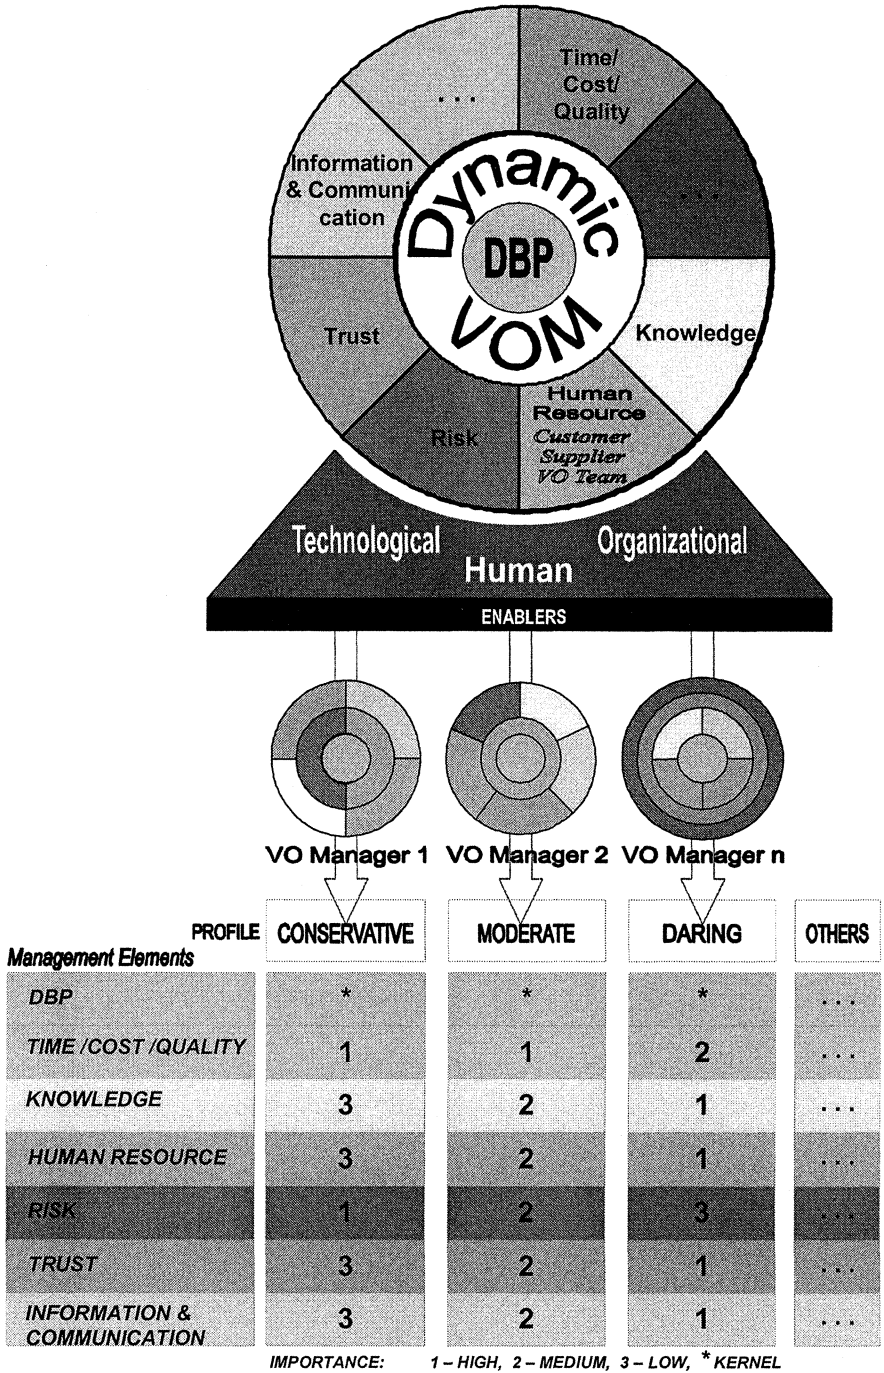 Time/
Cost/
Quality
. . .
Information
& Communi-
cation
. . .
Dynamic
DBP
VOM
Trust
Knowledge
Risk
Human
Resource
Customer
Supplier
VO Team
Technological
Organizational
Human
ENABLERS
VO Manager 1 VO Manager 2 VO Manager n
PROFILE CONSERVATIVE MODERATE DARING OTHERS
Management Elements
DBP * * * . . .
TIME /COST /QUALITY 1 1 2 . . .
KNOWLEDGE 3 2 1 . . .
HUMAN RESOURCE 3 2 1 . . .
RISK 1 2 3 . . .
TRUST 3 2 1 . . .
INFORMATION &
COMMUNICATION 3 2 1 . . .
IMPORTANCE: 1 – HIGH, 2 – MEDIUM, 3 – LOW, * KERNEL